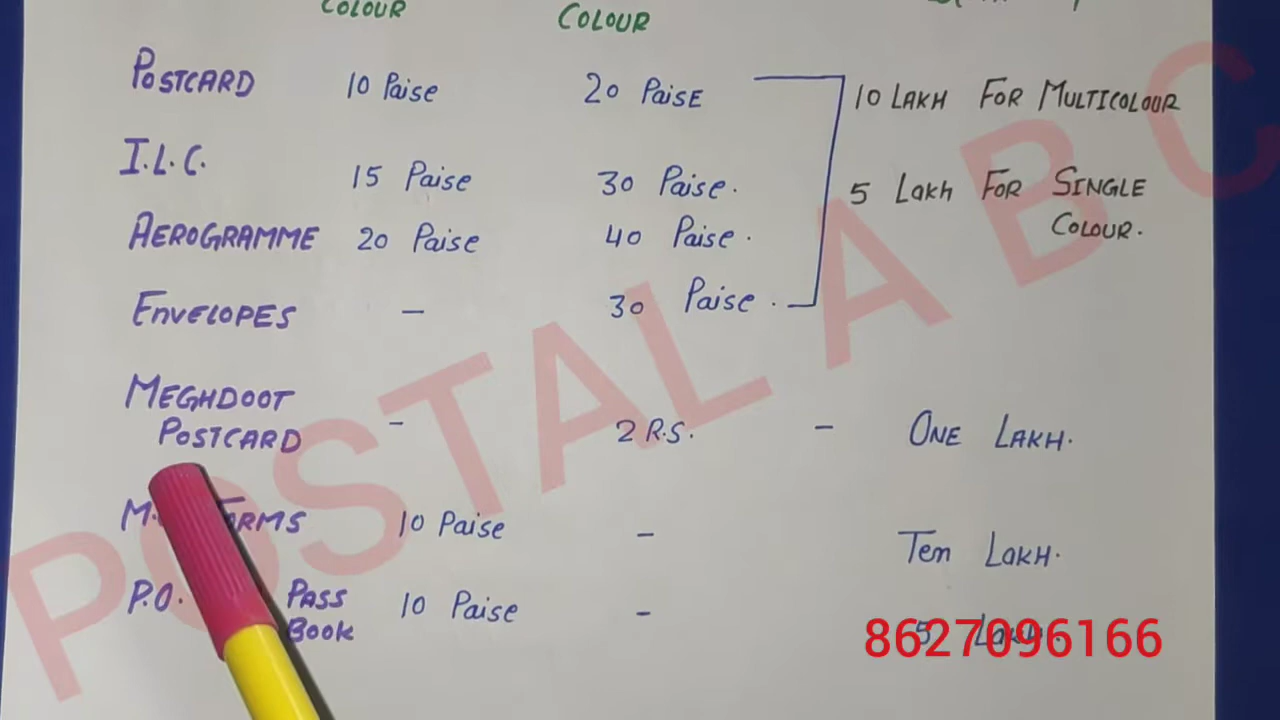 COLOUR COLOUR
POSTCARD 10 Paise 20 PaisE 10 LAKH FOR MULTICOLOUR
I.L.C. 15 Paise 30 Paise. 5 Lakh FOR SINGLE
COLOUR.
AEROGRAMME 20 Paise 40 Paise.
ENVELOPES - 30 Paise.
MEGHDOOT
POSTCARD - 2 R.S. - ONE LAKH.
10 Paise - Ten LAKH.
P.O. PASS 10 Paise -
Book
5 Lakh.
8627096166
POSTAL ABC